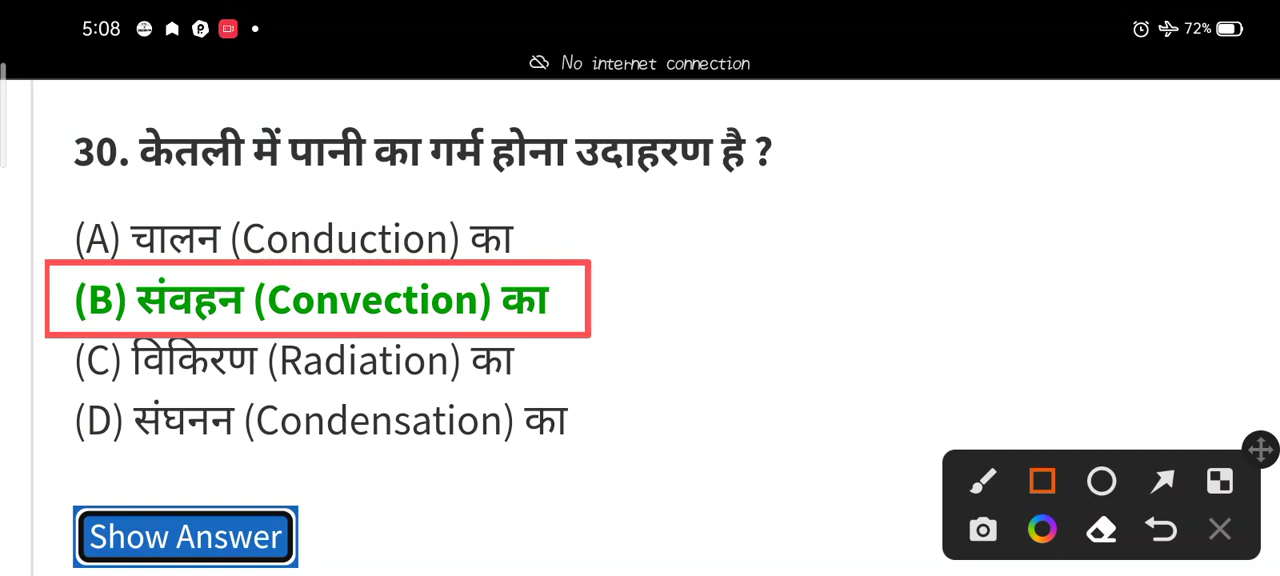 5:08
72%
No internet connection
30. केतली में पानी का गर्म होना उदाहरण है ?
(A) चालन (Conduction) का
(B) संवहन (Convection) का
(C) विकिरण (Radiation) का
(D) संघनन (Condensation) का
Show Answer